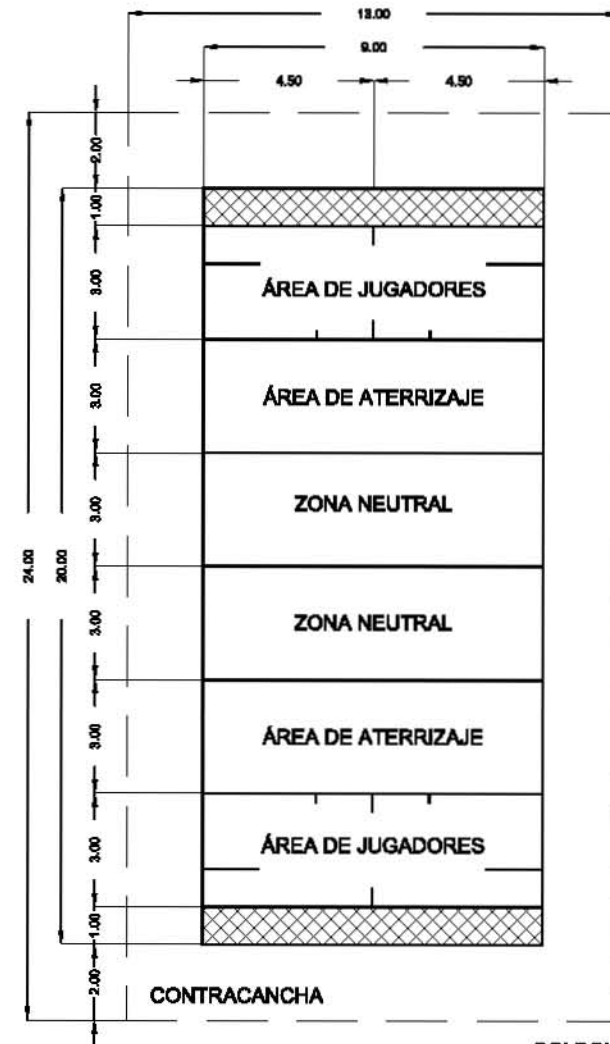 13.00
9.00
4.50 4.50
2.00
1.00
3.00
ÁREA DE JUGADORES
3.00
ÁREA DE ATERRIZAJE
3.00
ZONA NEUTRAL
24.00
20.00
3.00
ZONA NEUTRAL
3.00
ÁREA DE ATERRIZAJE
3.00
ÁREA DE JUGADORES
1.00
2.00
CONTRACANCHA